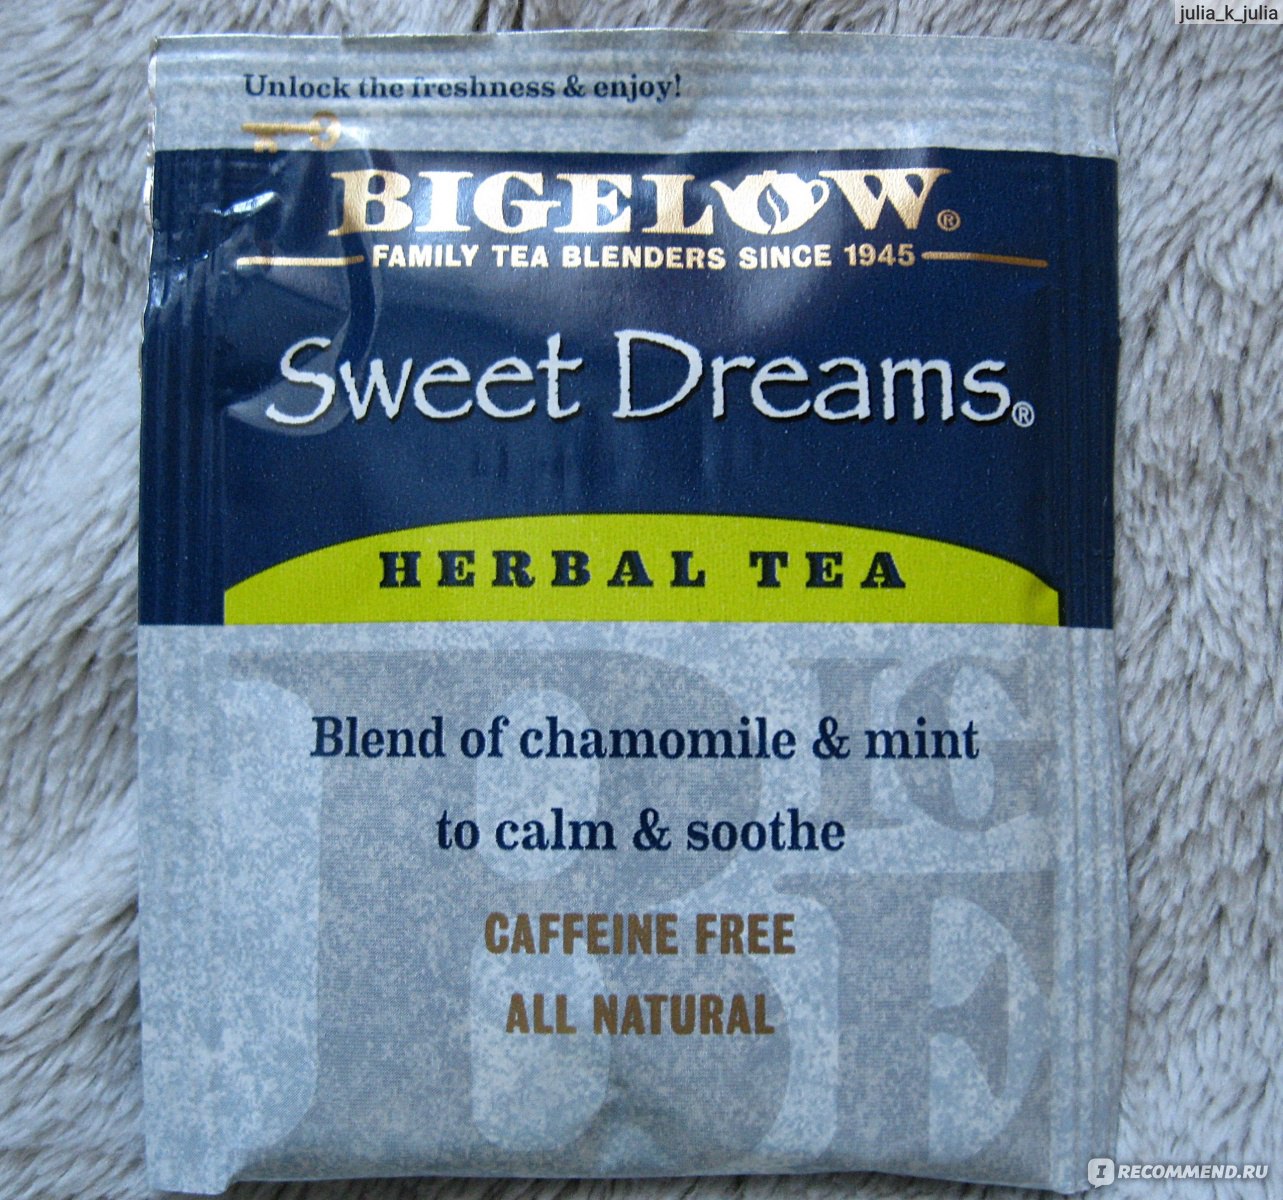 julia_k_julia
Unlock the freshness & enjoy!
BIGELOW®
FAMILY TEA BLENDERS SINCE 1945
Sweet Dreams®
HERBAL TEA
BIG
E
Blend of chamomile & mint
to calm & soothe
CAFFEINE FREE
ALL NATURAL
I RECOMMEND.RU